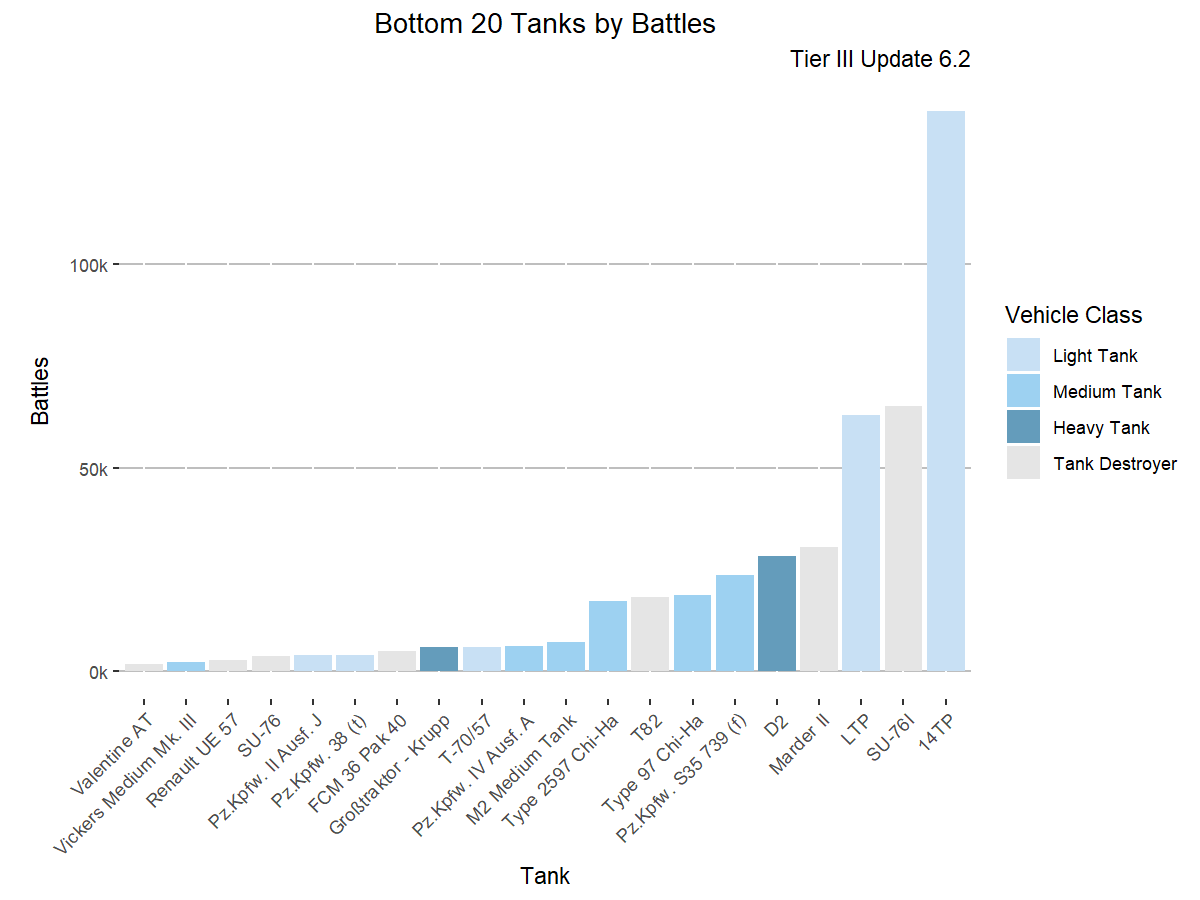 Bottom 20 Tanks by Battles
Tier III Update 6.2
100k
50k
0k
Battles
Valentine AT
Vickers Medium Mk. III
Renault UE 57
SU-76
Pz.Kpfw. II Ausf. J
Pz.Kpfw. 38 (t)
FCM 36 Pak 40
Großtraktor - Krupp
T-70/57
Pz.Kpfw. IV Ausf. A
M2 Medium Tank
Type 2597 Chi-Ha
T82
Type 97 Chi-Ha
Pz.Kpfw. S35 739 (f)
D2
Marder II
LTP
SU-76I
14TP
Tank
Vehicle Class
Light Tank
Medium Tank
Heavy Tank
Tank Destroyer